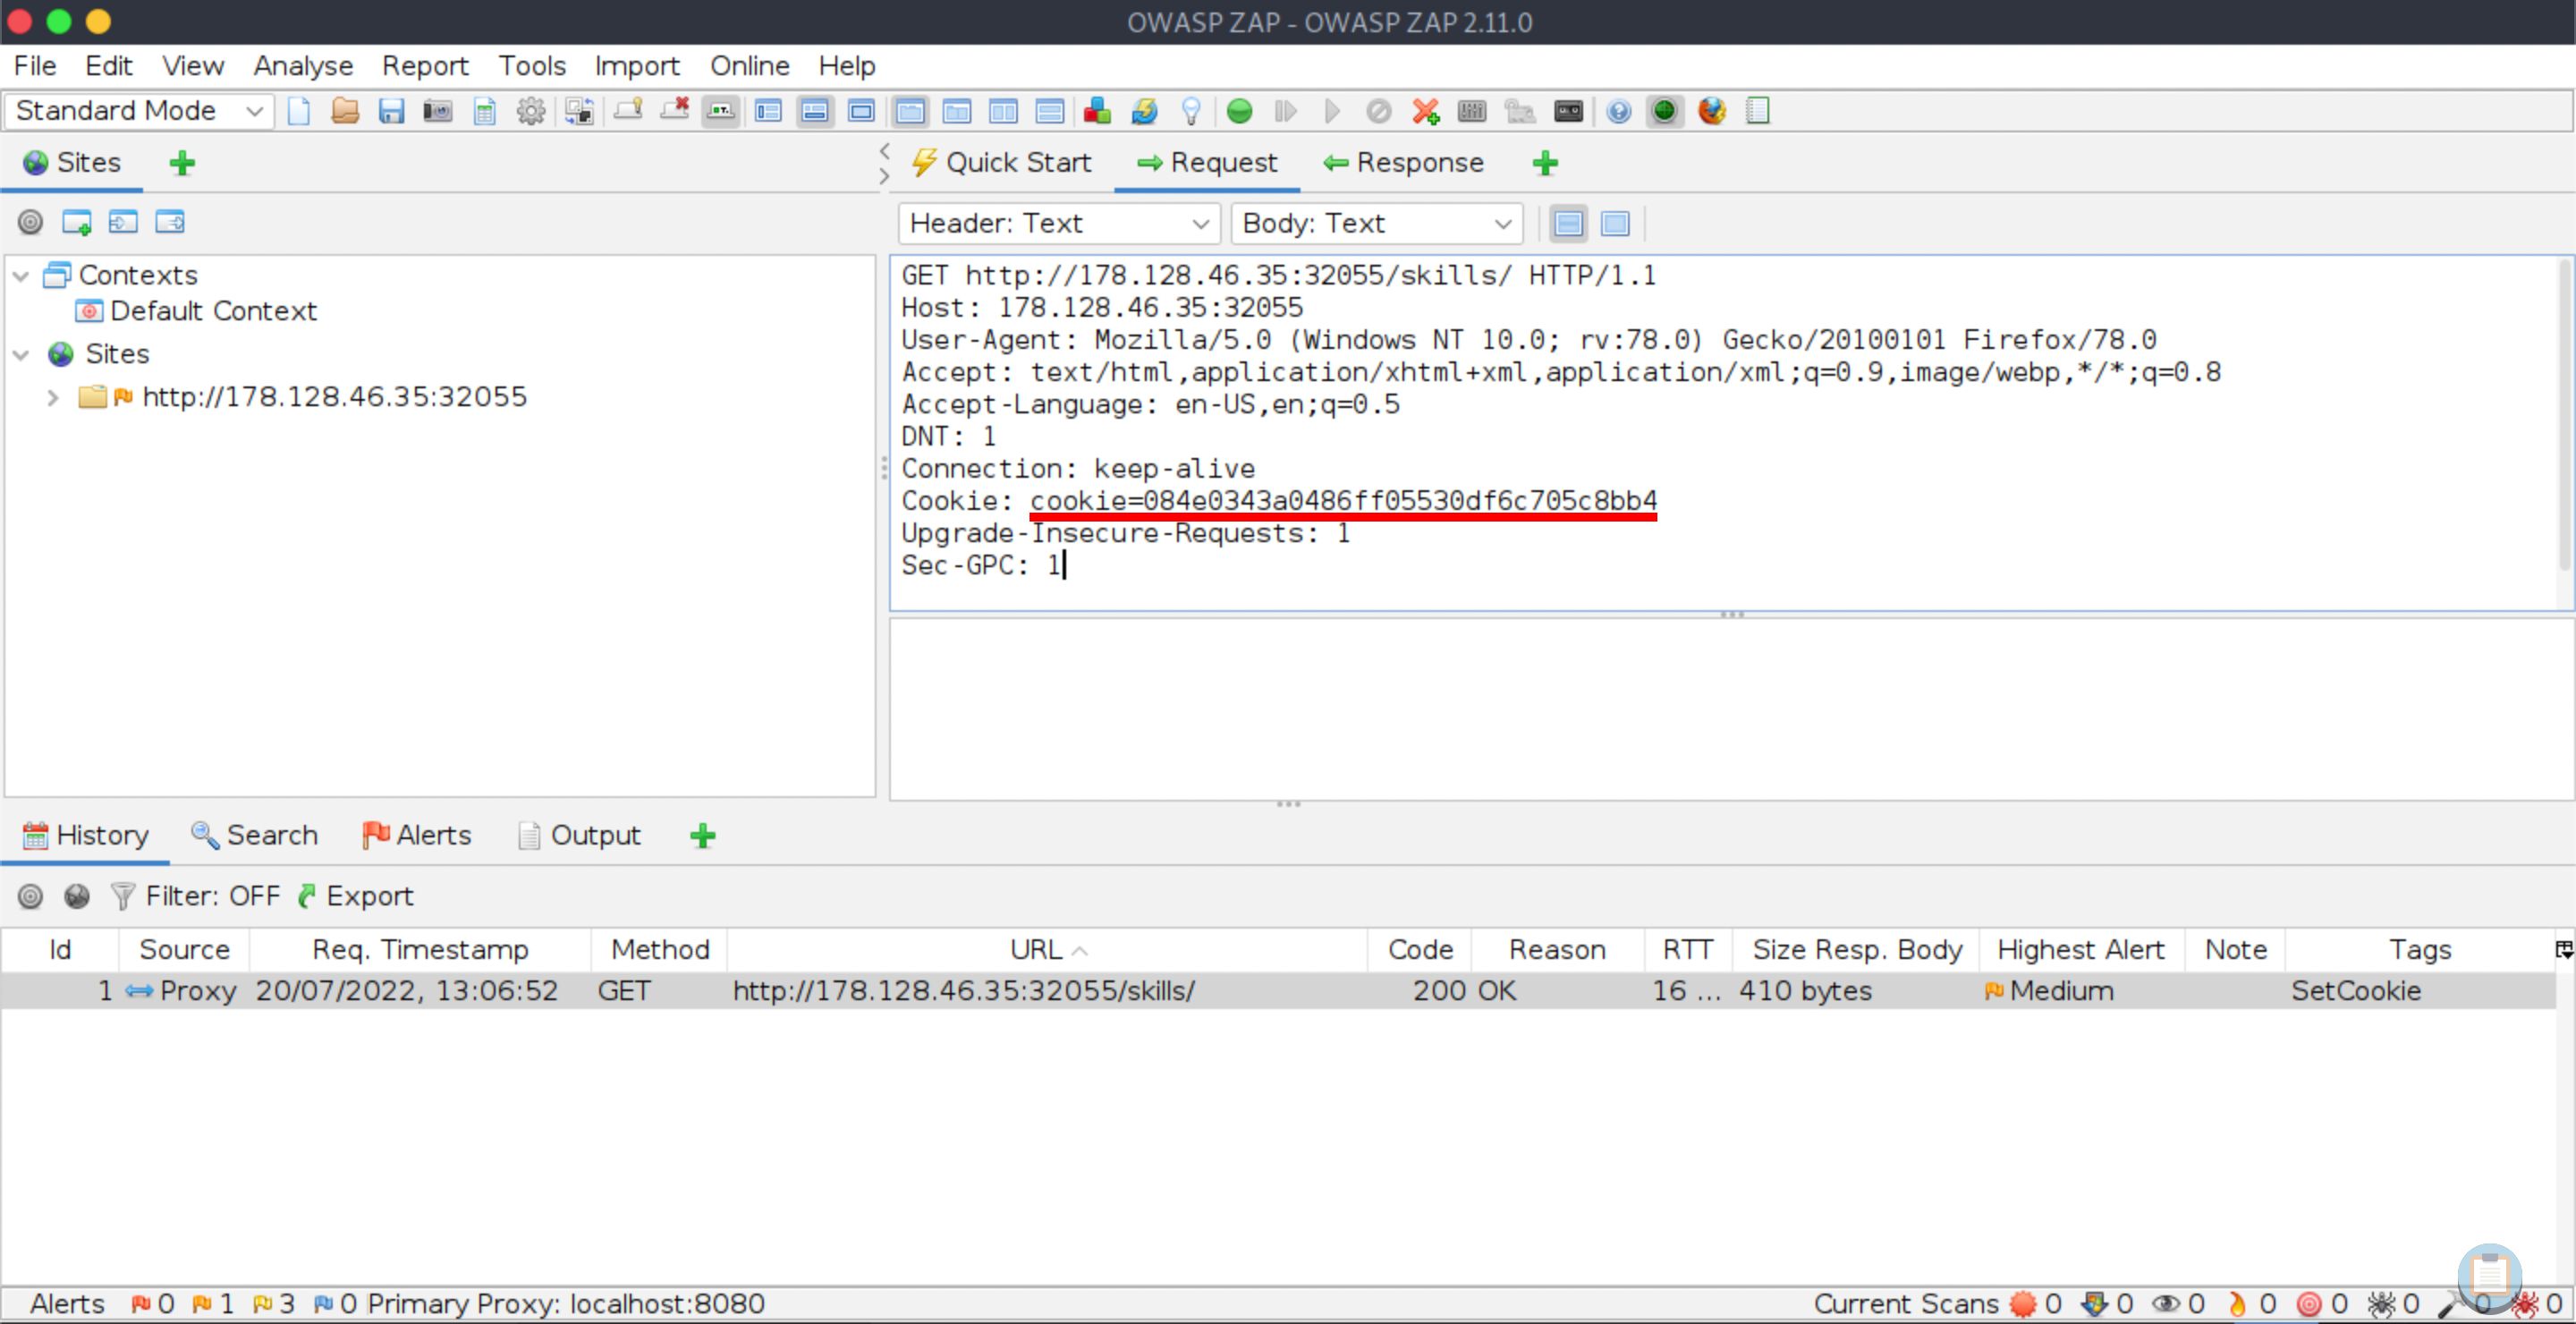 OWASP ZAP - OWASP ZAP 2.11.0
File Edit View Analyse Report Tools Import Online Help
Standard Mode
Sites
Quick Start Request Response
Header: Text Body: Text
Contexts
Default Context
Sites
http://178.128.46.35:32055
GET http://178.128.46.35:32055/skills/ HTTP/1.1
Host: 178.128.46.35:32055
User-Agent: Mozilla/5.0 (Windows NT 10.0; rv:78.0) Gecko/20100101 Firefox/78.0
Accept: text/html,application/xhtml+xml,application/xml;q=0.9,image/webp,*/*;q=0.8
Accept-Language: en-US,en;q=0.5
DNT: 1
Connection: keep-alive
Cookie: cookie=084e0343a0486ff05530df6c705c8bb4
Upgrade-Insecure-Requests: 1
Sec-GPC: 1
History Search Alerts Output
Filter: OFF Export
Id Source Req. Timestamp Method URL Code Reason RTT Size Resp. Body Highest Alert Note Tags
1 Proxy 20/07/2022, 13:06:52 GET http://178.128.46.35:32055/skills/ 200 OK 16 ... 410 bytes Medium SetCookie
Alerts 0 1 3 0 Primary Proxy: localhost:8080 Current Scans 0 0 0 0 0 0 0 0